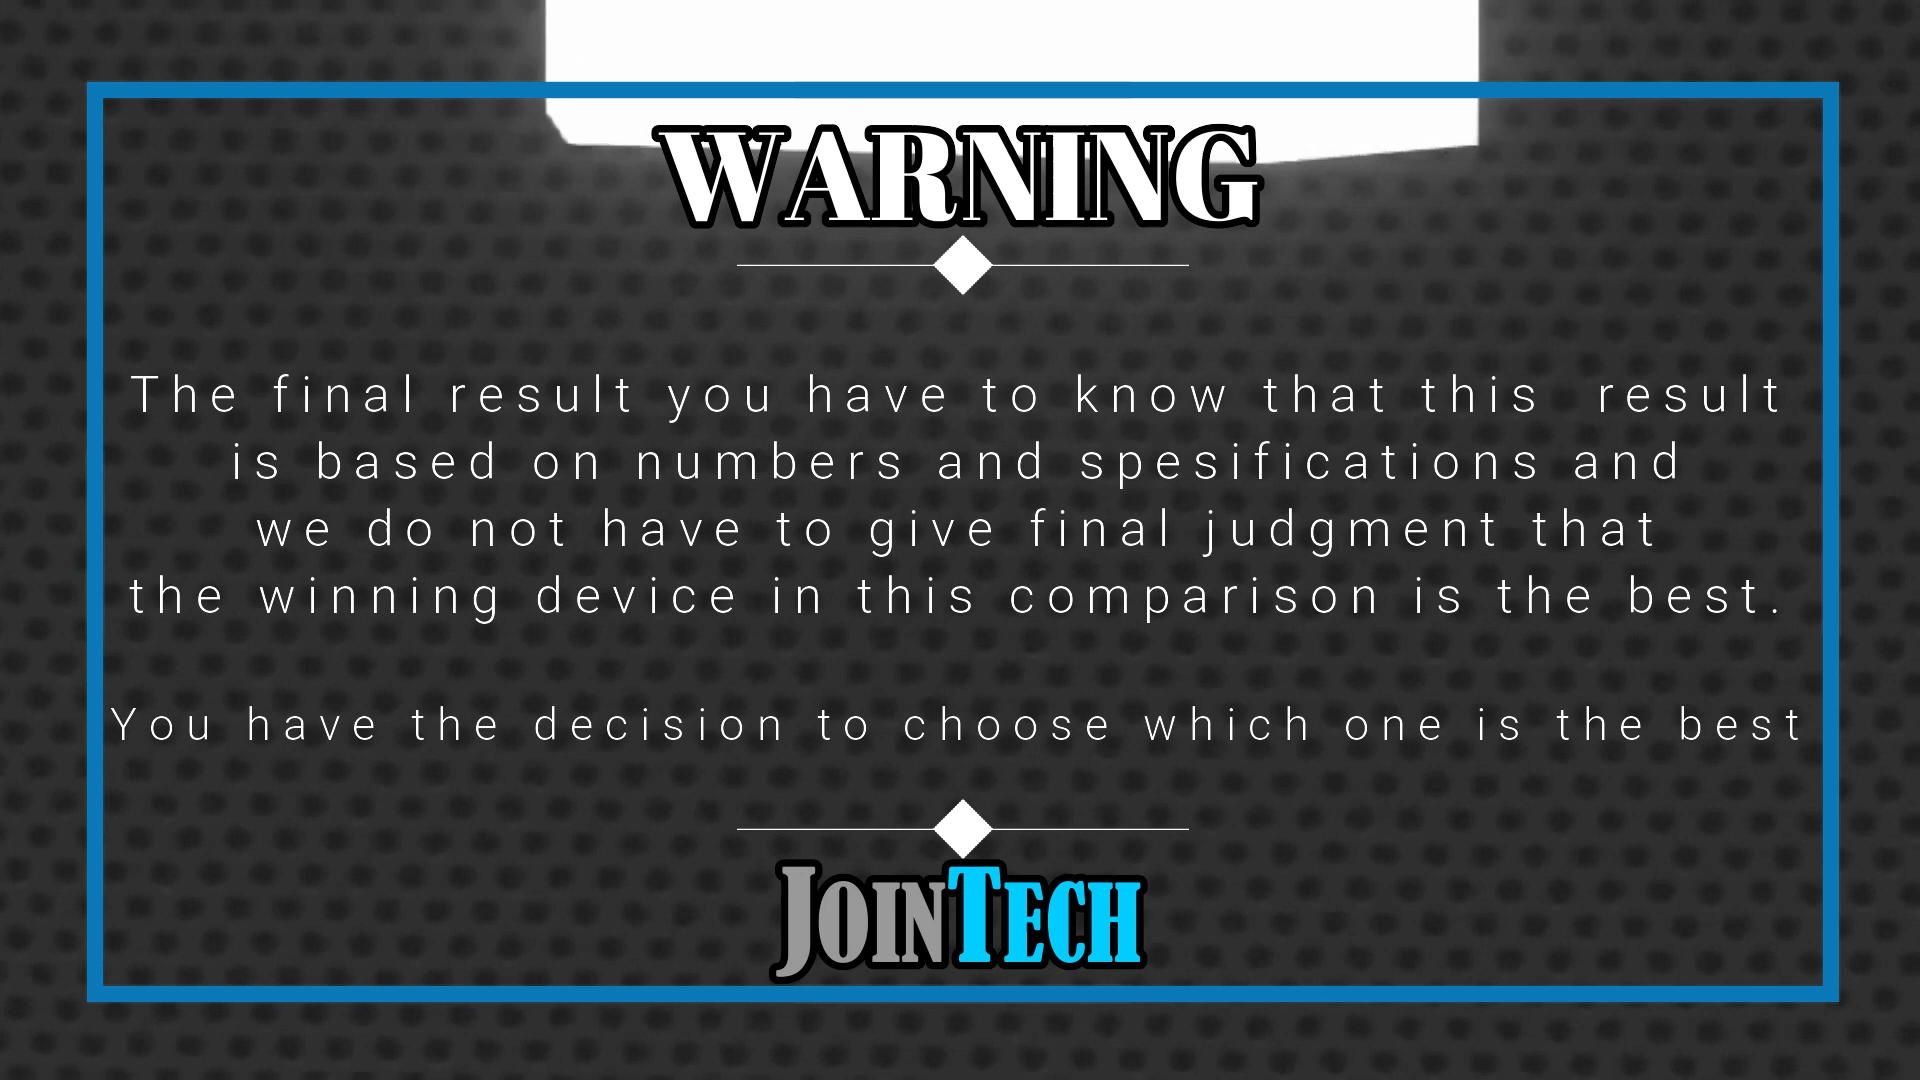 WARNING
The final result you have to know that this result
is based on numbers and spesifications and
we do not have to give final judgment that
the winning device in this comparison is the best.
You have the decision to choose which one is the best
JOINTECH